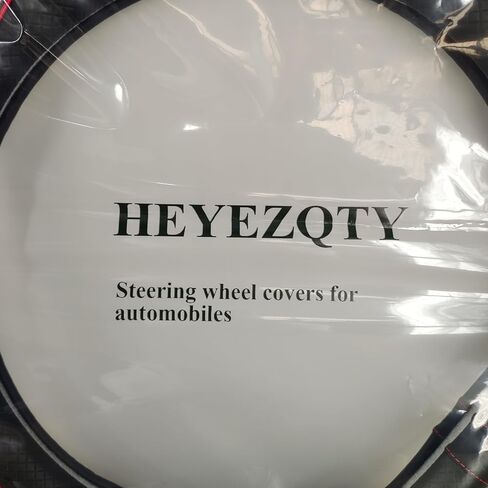 HEYEZQTY
Steering wheel covers for
automobiles